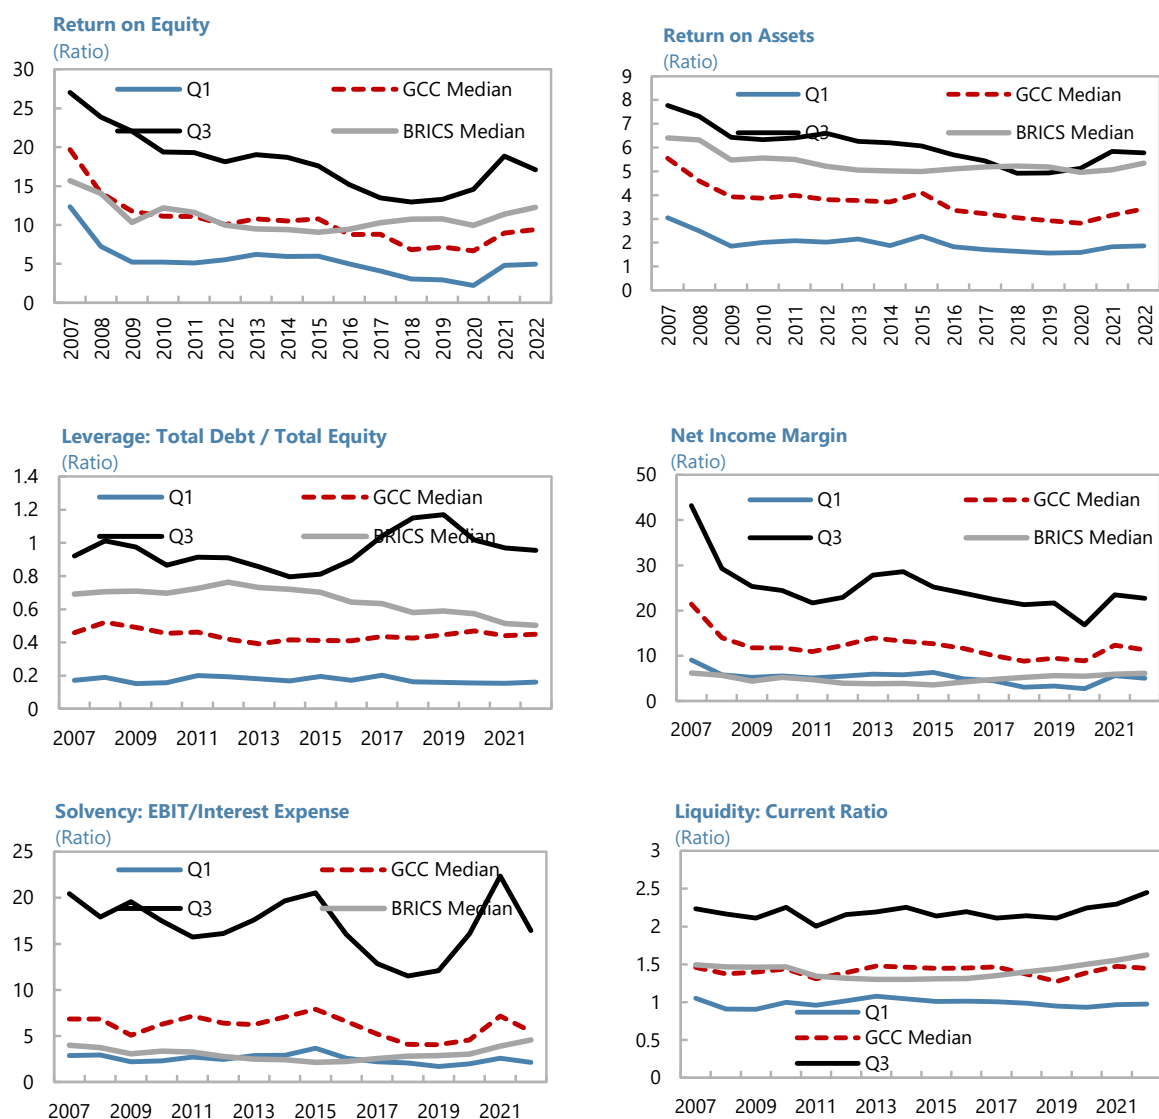 Return on Equity
(Ratio)
30
25
20
15
10
5
0
Q1
GCC Median
Q3
BRICS Median
2007
2008
2009
2010
2011
2012
2013
2014
2015
2016
2017
2018
2019
2020
2021
2022
Return on Assets
(Ratio)
9
8
7
6
5
4
3
2
1
0
Q1
GCC Median
Q3
BRICS Median
2007
2008
2009
2010
2011
2012
2013
2014
2015
2016
2017
2018
2019
2020
2021
2022
Leverage: Total Debt / Total Equity
(Ratio)
1.4
1.2
1
0.8
0.6
0.4
0.2
0
Q1
GCC Median
Q3
BRICS Median
2007 2009 2011 2013 2015 2017 2019 2021
Net Income Margin
(Ratio)
50
40
30
20
10
0
Q1
GCC Median
Q3
BRICS Median
2007 2009 2011 2013 2015 2017 2019 2021
Solvency: EBIT/Interest Expense
(Ratio)
25
20
15
10
5
0
Q1
GCC Median
Q3
BRICS Median
2007 2009 2011 2013 2015 2017 2019 2021
Liquidity: Current Ratio
(Ratio)
3
2.5
2
1.5
1
0.5
0
Q1
GCC Median
Q3
2007 2009 2011 2013 2015 2017 2019 2021